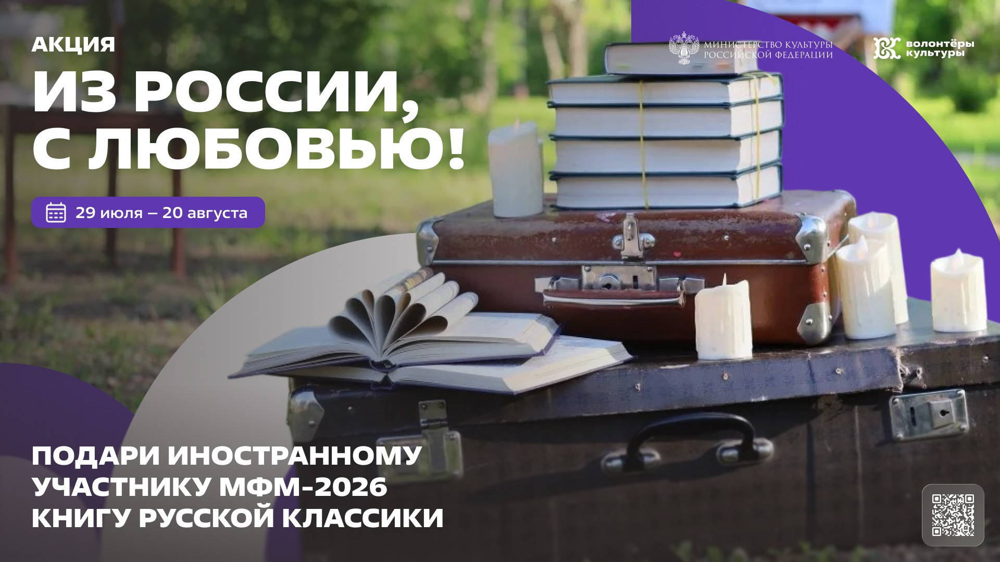 АКЦИЯ
ИЗ РОССИИ,
С ЛЮБОВЬЮ!
29 июля – 20 августа
МИНИСТЕРСТВО КУЛЬТУРЫ
РОССИЙСКОЙ ФЕДЕРАЦИИ
ВК
волонтёры
культуры
ПОДАРИ ИНОСТРАННОМУ
УЧАСТНИКУ МФМ-2026
КНИГУ РУССКОЙ КЛАССИКИ